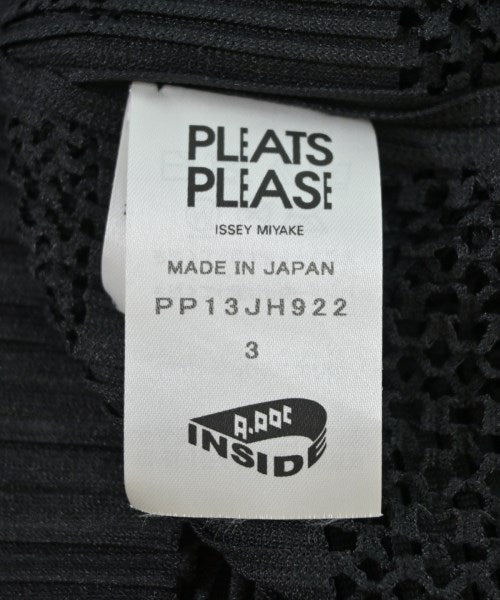 PLEATS
PLEASE
ISSEY MIYAKE
MADE IN JAPAN
PP13JH922
3
A-POC
INSIDE